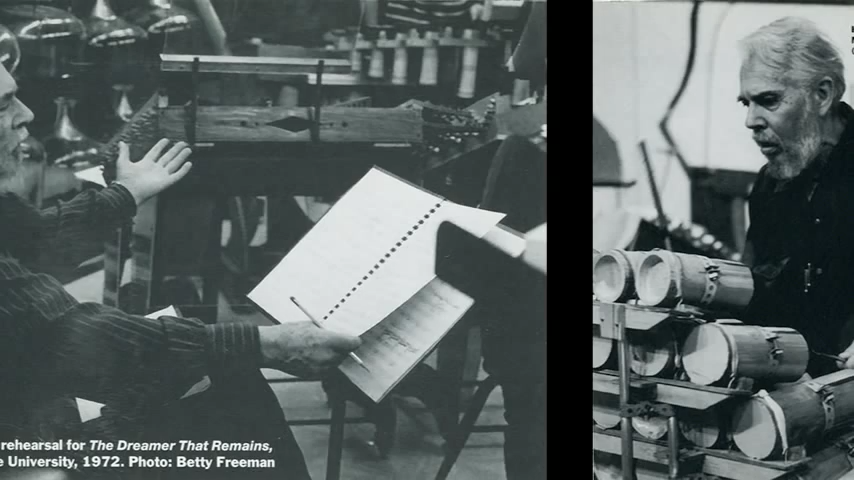 rehearsal for The Dreamer That Remains,
University, 1972. Photo: Betty Freeman